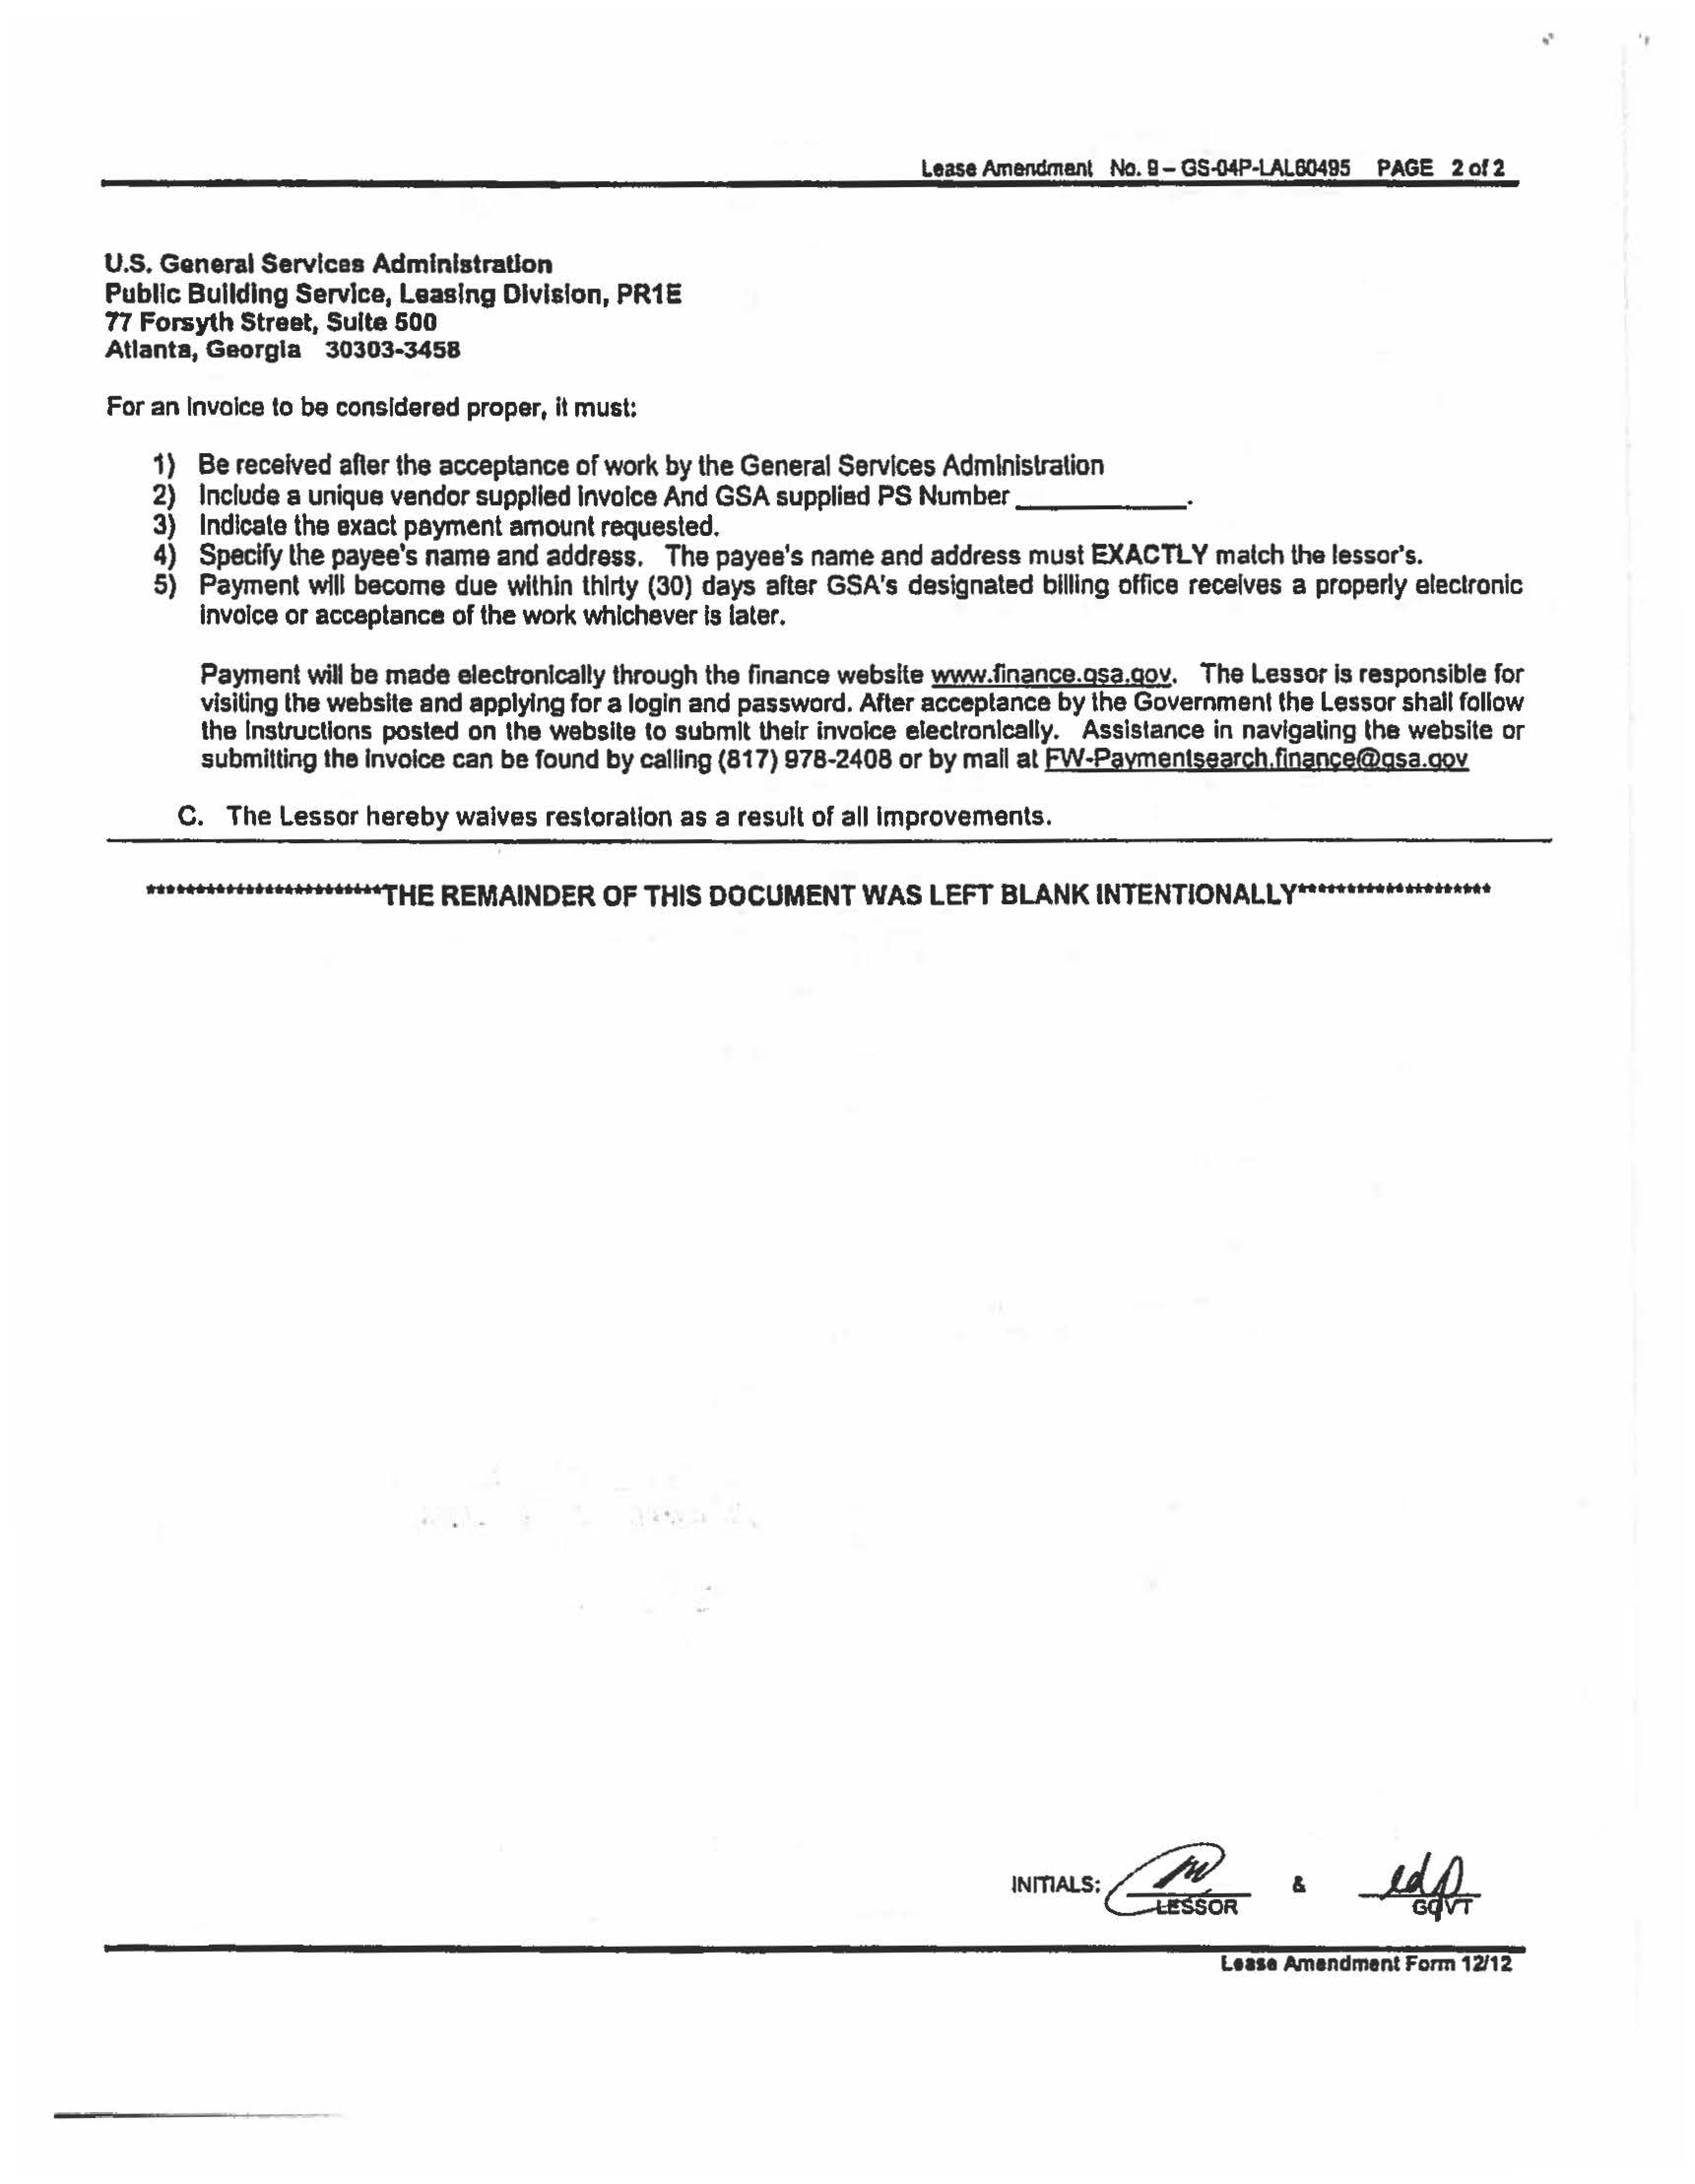 Lease Amendment No. 9 – GS-04P-LAL60495 PAGE 2 of 2
U.S. General Services Administration
Public Building Service, Leasing Division, PR1E
77 Forsyth Street, Suite 500
Atlanta, Georgia 30303-3458
For an invoice to be considered proper, it must:
1) Be received after the acceptance of work by the General Services Administration
2) Include a unique vendor supplied invoice And GSA supplied PS Number ____________.
3) Indicate the exact payment amount requested.
4) Specify the payee's name and address. The payee's name and address must EXACTLY match the lessor's.
5) Payment will become due within thirty (30) days after GSA's designated billing office receives a properly electronic
invoice or acceptance of the work whichever is later.
Payment will be made electronically through the finance website www.finance.gsa.gov. The Lessor is responsible for
visiting the website and applying for a login and password. After acceptance by the Government the Lessor shall follow
the instructions posted on the website to submit their invoice electronically. Assistance in navigating the website or
submitting the invoice can be found by calling (817) 978-2408 or by mail at FW-Paymentsearch.finance@gsa.gov
C. The Lessor hereby waives restoration as a result of all improvements.
************************THE REMAINDER OF THIS DOCUMENT WAS LEFT BLANK INTENTIONALLY********************
INITIALS: & edp
LESSOR GOVT
Lease Amendment Form 12/12